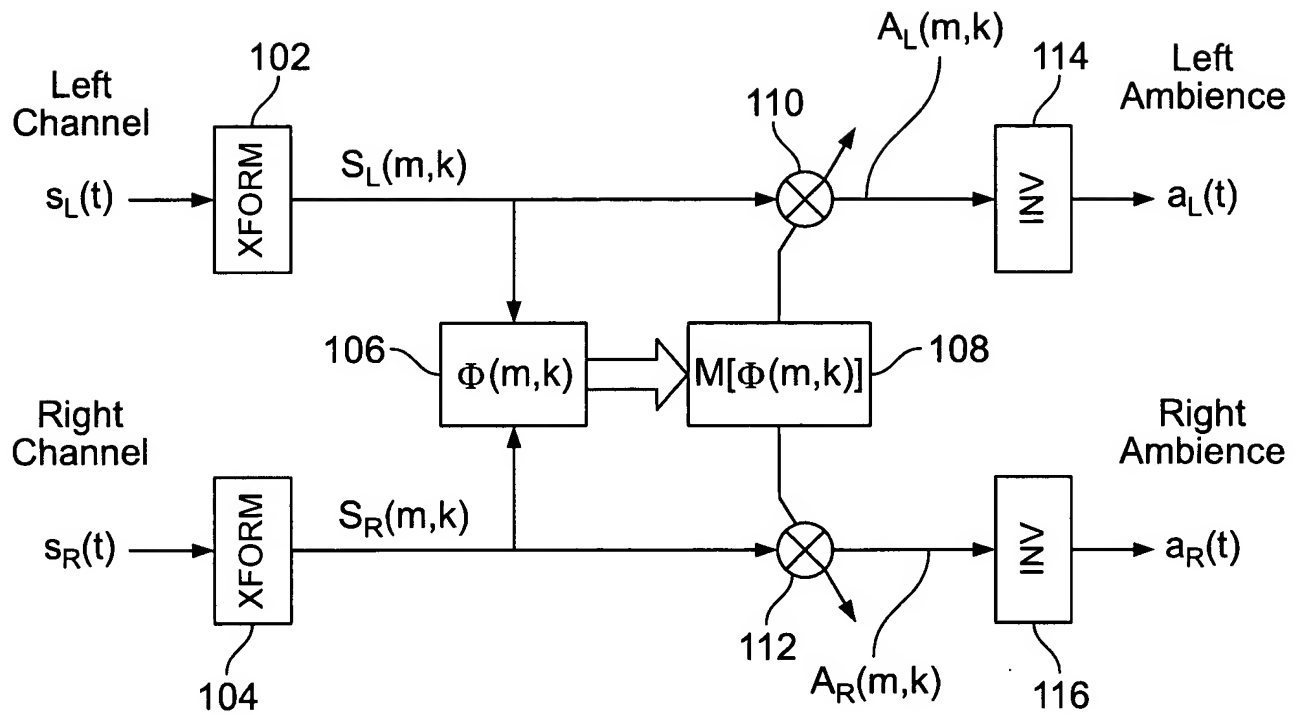 A_L(m,k)
102
114
Left
Channel
110
Left
Ambience
XFORM
S_L(m,k)
INV
s_L(t)
a_L(t)
106
Φ(m,k)
M[Φ(m,k)]
108
Right
Channel
Right
Ambience
XFORM
S_R(m,k)
INV
s_R(t)
a_R(t)
112
104
A_R(m,k)
116